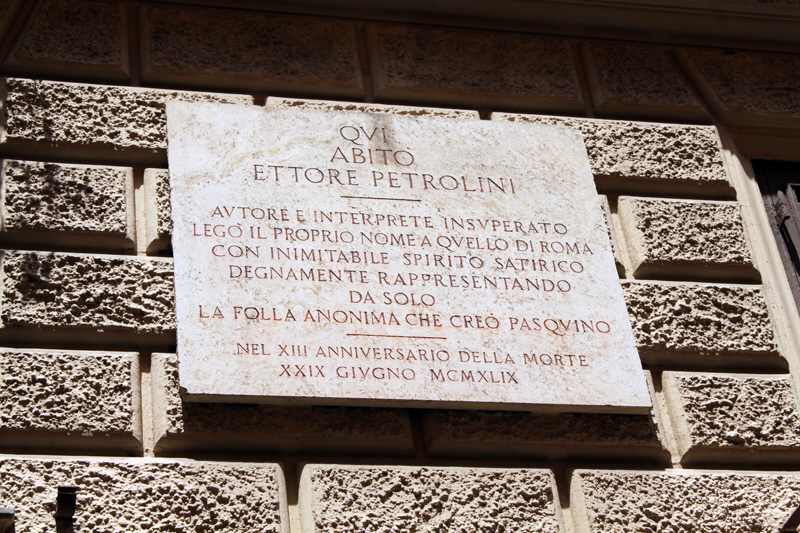 QVI
ABITÒ
ETTORE PETROLINI
AVTORE E INTERPRETE INSVPERATO
LEGÒ IL PROPRIO NOME A QVELLO DI ROMA
CON INIMITABILE SPIRITO SATIRICO
DEGNAMENTE RAPPRESENTANDO
DA SOLO
LA FOLLA ANONIMA CHE CREÒ PASQVINO
NEL XIII ANNIVERSARIO DELLA MORTE
XXIX GIVGNO MCMXLIX